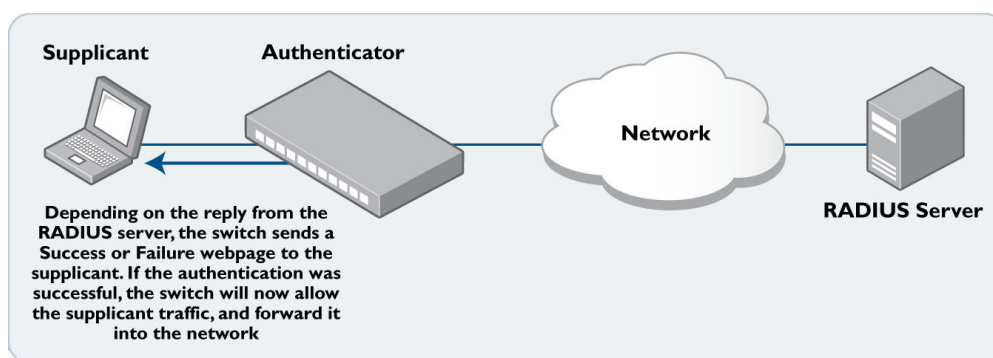 Supplicant
Authenticator
Network
RADIUS Server
Depending on the reply from the
RADIUS server, the switch sends a
Success or Failure webpage to the
supplicant. If the authentication was
successful, the switch will now allow
the supplicant traffic, and forward it
into the network